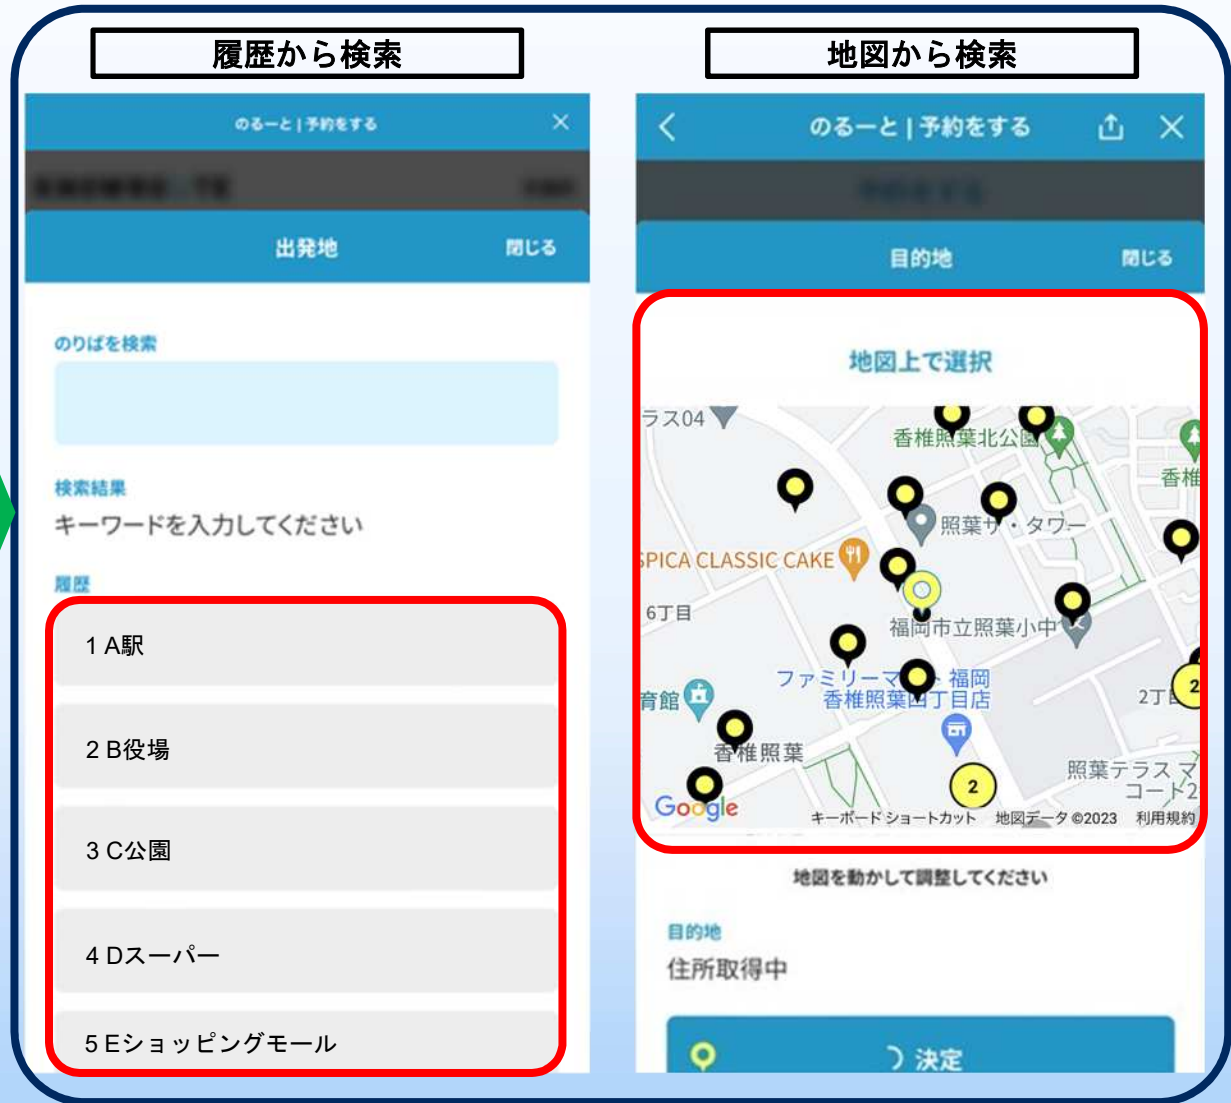 履歴から検索
のるーと | 予約をする
出発地
閉じる
のりばを検索
検索結果
キーワードを入力してください
履歴
1 A駅
2 B役場
3 C公園
4 Dスーパー
5 Eショッピングモール
地図から検索
のるーと | 予約をする
目的地
閉じる
地図上で選択
ラス04
香椎照葉北公園
香椎
照葉ザ・タワー
SPICA CLASSIC CAKE
6丁目
福岡市立照葉小中
ファミリーマート 福岡
香椎照葉四丁目店
育館
2
2丁目
香椎照葉
照葉テラス マ
コート2
2
Google
キーボード ショートカット
地図データ ©2023
利用規約
地図を動かして調整してください
目的地
住所取得中
決定